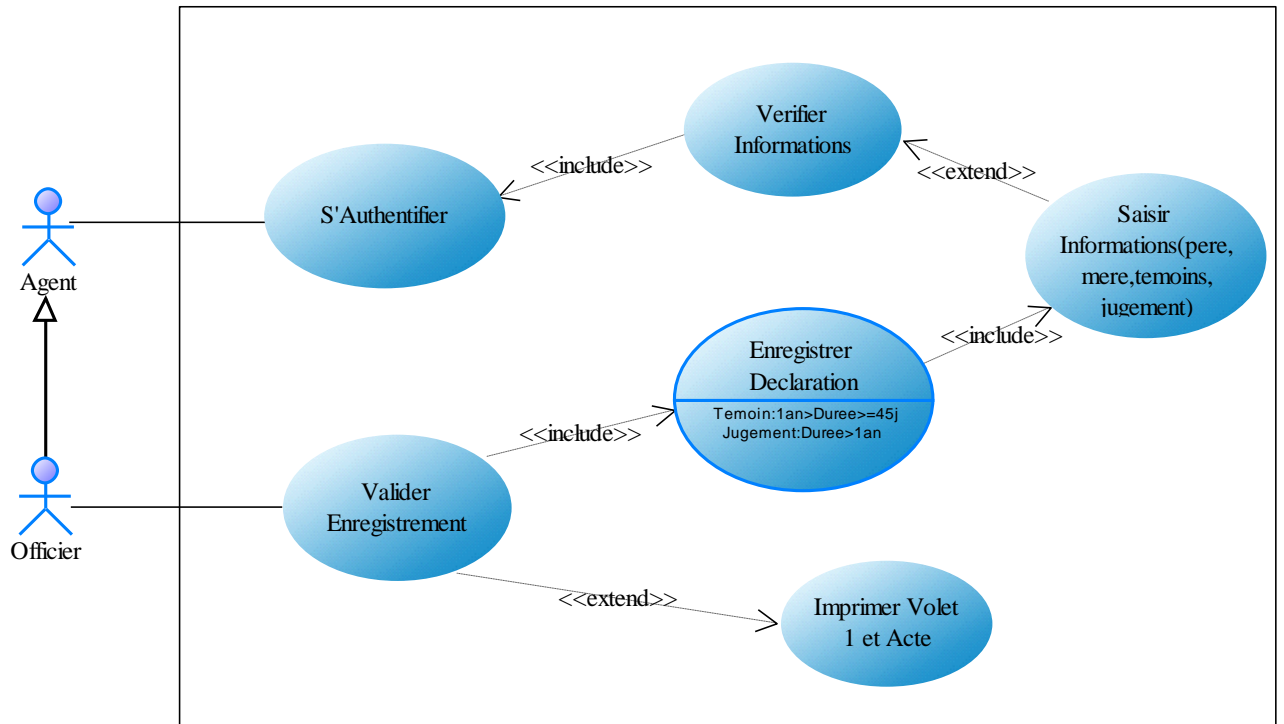 Verifier
Informations
<<include>>
<<extend>>
S'Authentifier
Saisir
Informations(pere,
mere,temoins,
jugement)
Agent
Enregistrer
Declaration
<<include>>
Temoin:1an>Duree>=45j
Jugement:Duree>1an
<<include>>
Valider
Enregistrement
Officier
<<extend>>
Imprimer Volet
1 et Acte